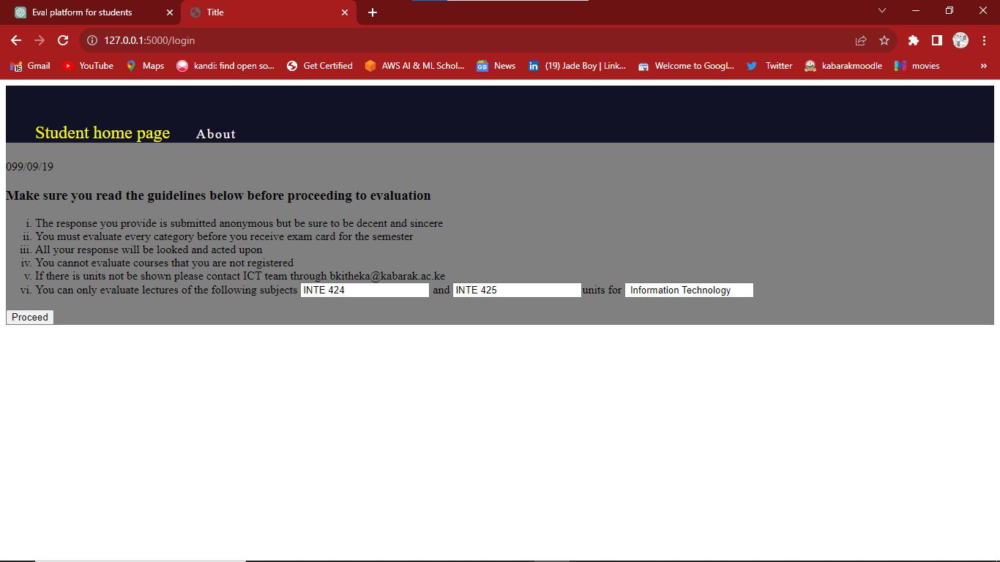 Eval platform for students
Title
127.0.0.1:5000/login
16 Gmail YouTube Maps kandi: find open so... Get Certified AWS AI & ML Schol... GE News in (19) Jade Boy | Link... Welcome to Googl... Twitter kabarakmoodle movies »
Student home page About
099/09/19
Make sure you read the guidelines below before proceeding to evaluation
i. The response you provide is submitted anonymous but be sure to be decent and sincere
ii. You must evaluate every category before you receive exam card for the semester
iii. All your response will be looked and acted upon
iv. You cannot evaluate courses that you are not registered
v. If there is units not be shown please contact ICT team through bkitheka@kabarak.ac.ke
vi. You can only evaluate lectures of the following subjects INTE 424 and INTE 425 units for Information Technology
Proceed